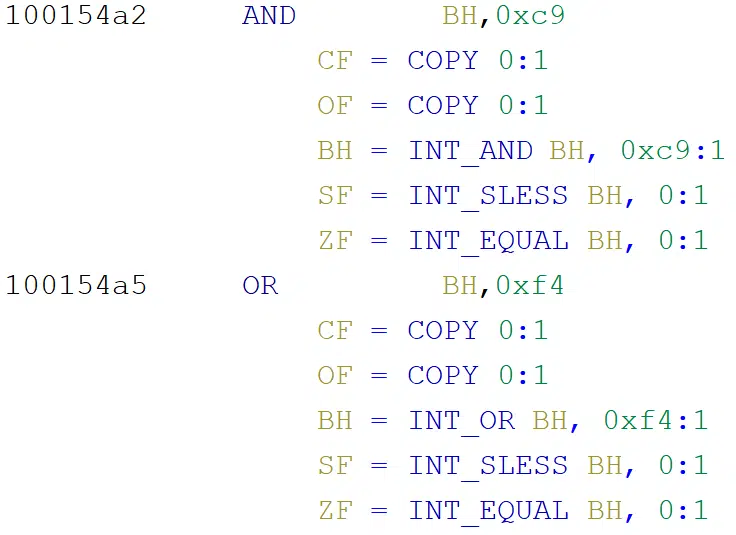 100154a2 AND BH,0xc9
CF = COPY 0:1
OF = COPY 0:1
BH = INT_AND BH, 0xc9:1
SF = INT_SLESS BH, 0:1
ZF = INT_EQUAL BH, 0:1
100154a5 OR BH,0xf4
CF = COPY 0:1
OF = COPY 0:1
BH = INT_OR BH, 0xf4:1
SF = INT_SLESS BH, 0:1
ZF = INT_EQUAL BH, 0:1